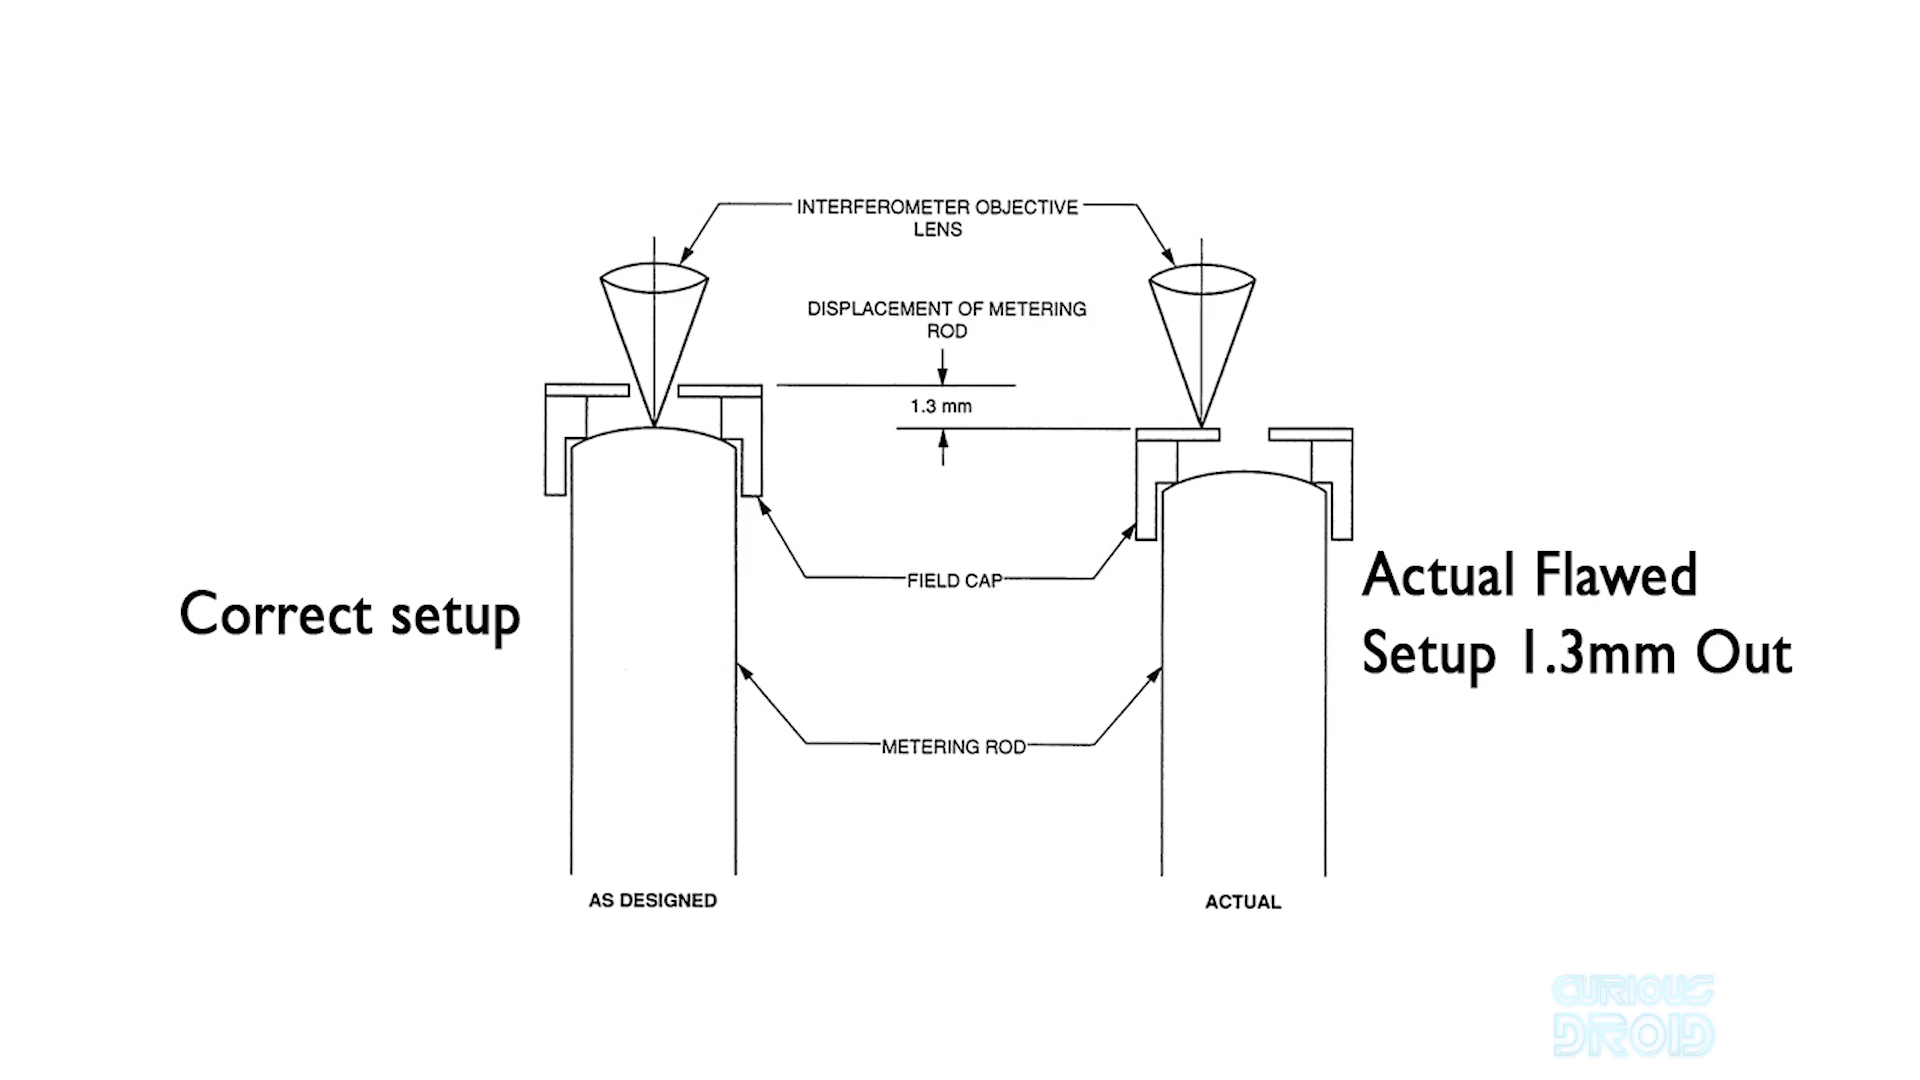 INTERFEROMETER OBJECTIVE
LENS
DISPLACEMENT OF METERING
ROD
1.3 mm
FIELD CAP
Correct setup
Actual Flawed
Setup 1.3mm Out
METERING ROD
AS DESIGNED
ACTUAL
CURIOUS
DROID